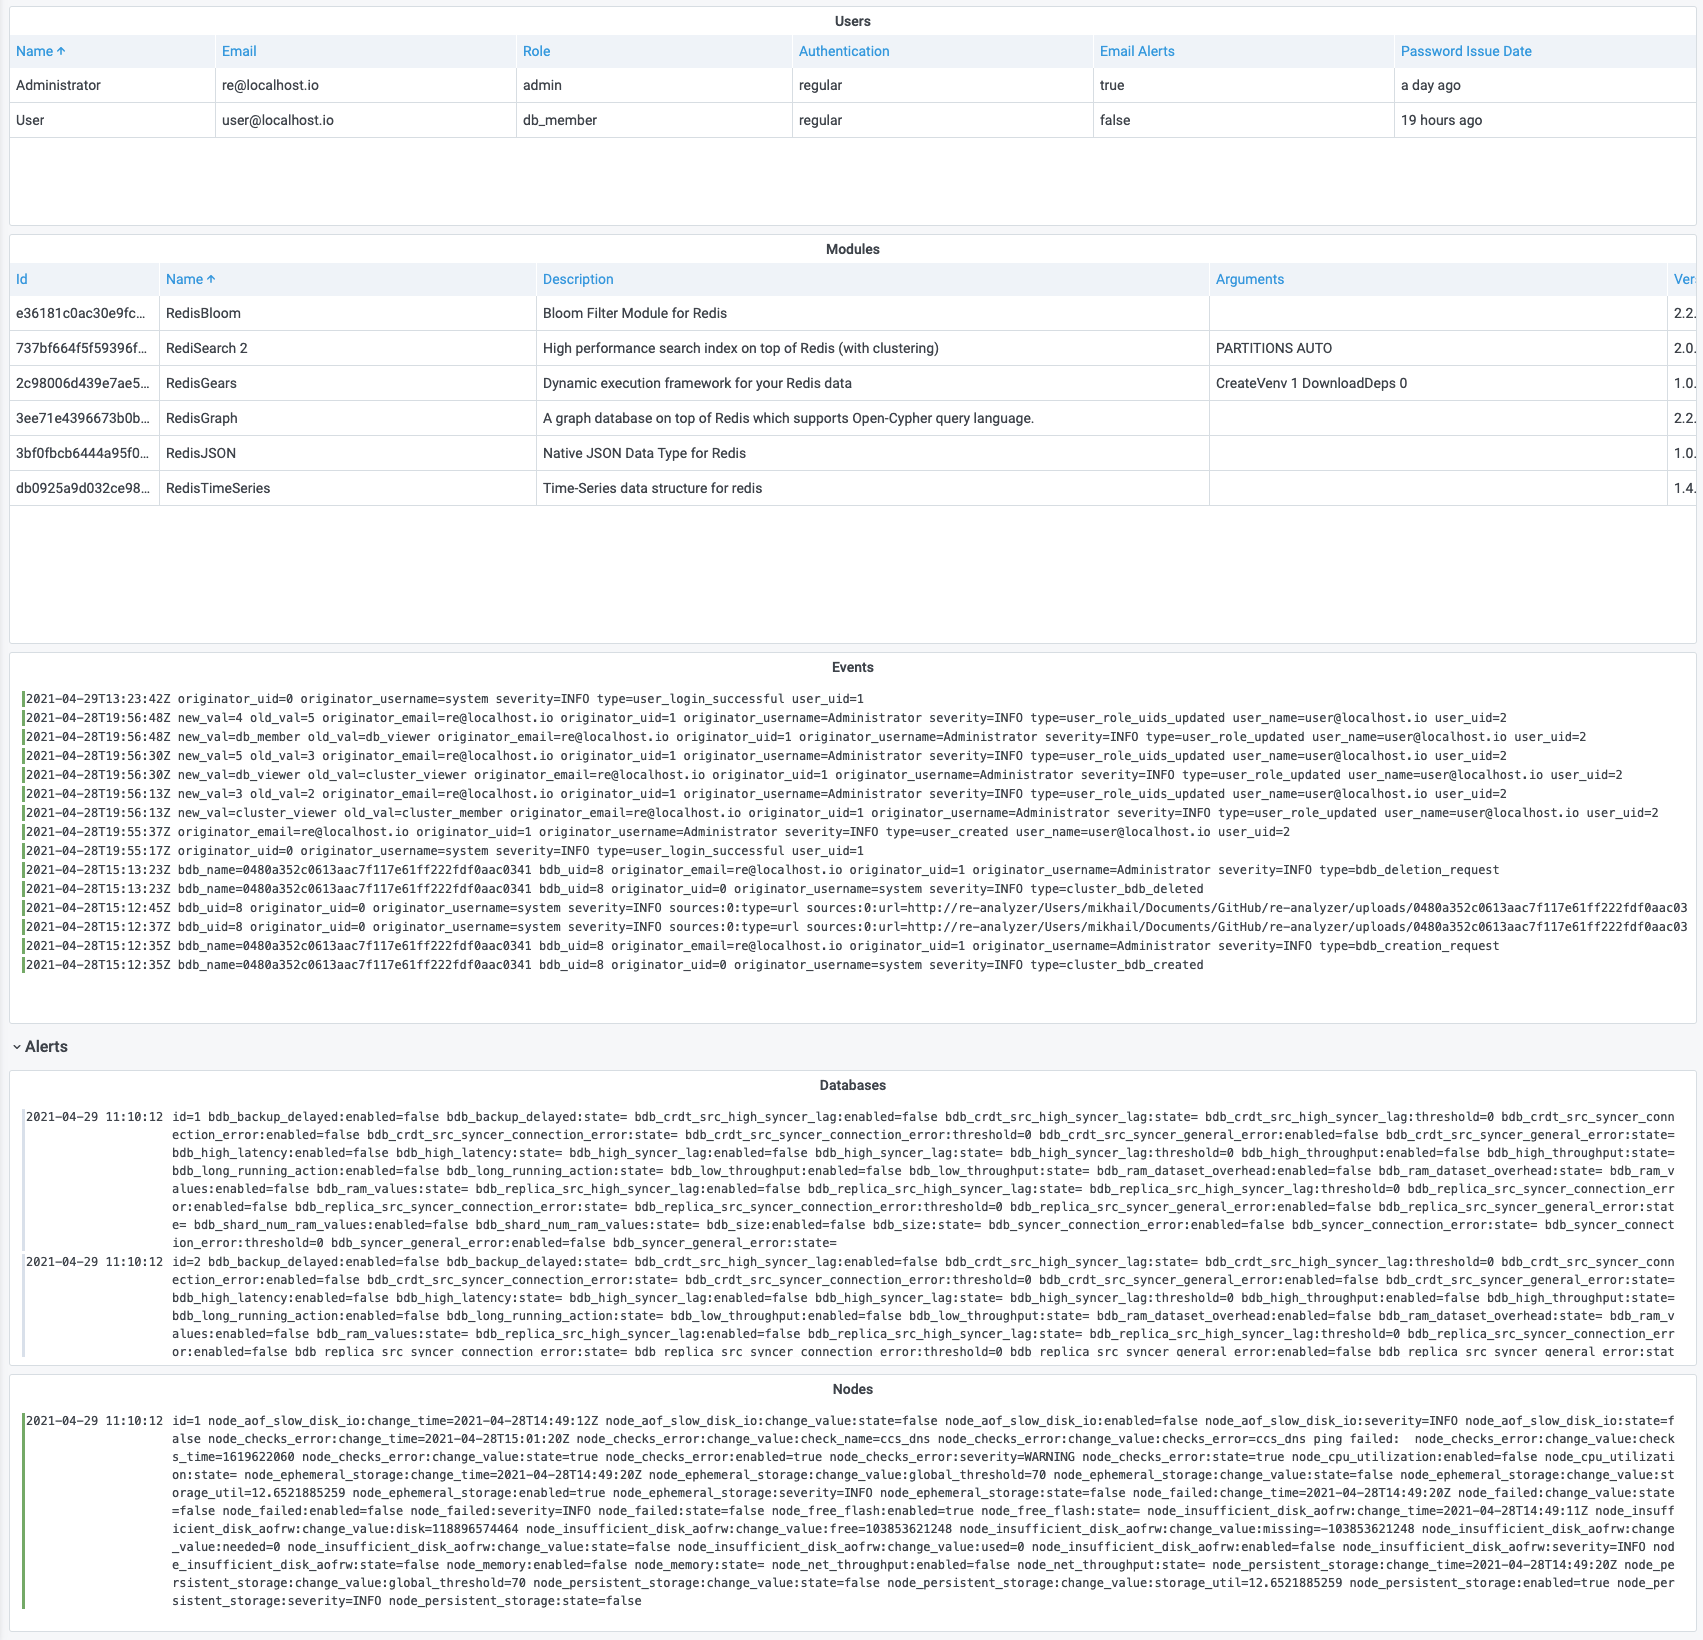 Users
Name ↑ Email Role Authentication Email Alerts Password Issue Date
Administrator re@localhost.io admin regular true a day ago
User user@localhost.io db_member regular false 19 hours ago
Modules
Id Name ↑ Description Arguments Ver
e36181c0ac30e9fc... RedisBloom Bloom Filter Module for Redis 2.2.
737bf664f5f59396f... RediSearch 2 High performance search index on top of Redis (with clustering) PARTITIONS AUTO 2.0.
2c98006d439e7ae5... RedisGears Dynamic execution framework for your Redis data CreateVenv 1 DownloadDeps 0 1.0.
3ee71e4396673b0b... RedisGraph A graph database on top of Redis which supports Open-Cypher query language. 2.2.
3bf0fbcb6444a95f0... RedisJSON Native JSON Data Type for Redis 1.0.
db0925a9d032ce98... RedisTimeSeries Time-Series data structure for redis 1.4.
Events
2021-04-29T13:23:42Z originator_uid=0 originator_username=system severity=INFO type=user_login_successful user_uid=1
2021-04-28T19:56:48Z new_val=4 old_val=5 originator_email=re@localhost.io originator_uid=1 originator_username=Administrator severity=INFO type=user_role_uids_updated user_name=user@localhost.io user_uid=2
2021-04-28T19:56:48Z new_val=db_member old_val=db_viewer originator_email=re@localhost.io originator_uid=1 originator_username=Administrator severity=INFO type=user_role_updated user_name=user@localhost.io user_uid=2
2021-04-28T19:56:30Z new_val=5 old_val=3 originator_email=re@localhost.io originator_uid=1 originator_username=Administrator severity=INFO type=user_role_uids_updated user_name=user@localhost.io user_uid=2
2021-04-28T19:56:30Z new_val=db_viewer old_val=cluster_viewer originator_email=re@localhost.io originator_uid=1 originator_username=Administrator severity=INFO type=user_role_updated user_name=user@localhost.io user_uid=2
2021-04-28T19:56:13Z new_val=3 old_val=2 originator_email=re@localhost.io originator_uid=1 originator_username=Administrator severity=INFO type=user_role_uids_updated user_name=user@localhost.io user_uid=2
2021-04-28T19:56:13Z new_val=cluster_viewer old_val=cluster_member originator_email=re@localhost.io originator_uid=1 originator_username=Administrator severity=INFO type=user_role_updated user_name=user@localhost.io user_uid=2
2021-04-28T19:55:37Z originator_email=re@localhost.io originator_uid=1 originator_username=Administrator severity=INFO type=user_created user_name=user@localhost.io user_uid=2
2021-04-28T19:55:17Z originator_uid=0 originator_username=system severity=INFO type=user_login_successful user_uid=1
2021-04-28T15:13:23Z bdb_name=0480a352c0613aac7f117e61ff222fdf0aac0341 bdb_uid=8 originator_email=re@localhost.io originator_uid=1 originator_username=Administrator severity=INFO type=bdb_deletion_request
2021-04-28T15:13:23Z bdb_name=0480a352c0613aac7f117e61ff222fdf0aac0341 bdb_uid=8 originator_uid=0 originator_username=system severity=INFO type=cluster_bdb_deleted
2021-04-28T15:12:45Z bdb_uid=8 originator_uid=0 originator_username=system severity=INFO sources:0:type=url sources:0:url=http://re-analyzer/Users/mikhail/Documents/GitHub/re-analyzer/uploads/0480a352c0613aac7f117e61ff222fdf0aac03
2021-04-28T15:12:37Z bdb_uid=8 originator_uid=0 originator_username=system severity=INFO sources:0:type=url sources:0:url=http://re-analyzer/Users/mikhail/Documents/GitHub/re-analyzer/uploads/0480a352c0613aac7f117e61ff222fdf0aac03
2021-04-28T15:12:35Z bdb_name=0480a352c0613aac7f117e61ff222fdf0aac0341 bdb_uid=8 originator_email=re@localhost.io originator_uid=1 originator_username=Administrator severity=INFO type=bdb_creation_request
2021-04-28T15:12:35Z bdb_name=0480a352c0613aac7f117e61ff222fdf0aac0341 bdb_uid=8 originator_uid=0 originator_username=system severity=INFO type=cluster_bdb_created
Alerts
Databases
2021-04-29 11:10:12 id=1 bdb_backup_delayed:enabled=false bdb_backup_delayed:state= bdb_crdt_src_high_syncer_lag:enabled=false bdb_crdt_src_high_syncer_lag:state= bdb_crdt_src_high_syncer_lag:threshold=0 bdb_crdt_src_syncer_conn
ection_error:enabled=false bdb_crdt_src_syncer_connection_error:state= bdb_crdt_src_syncer_connection_error:threshold=0 bdb_crdt_src_syncer_general_error:enabled=false bdb_crdt_src_syncer_general_error:state=
bdb_high_latency:enabled=false bdb_high_latency:state= bdb_high_syncer_lag:enabled=false bdb_high_syncer_lag:state= bdb_high_syncer_lag:threshold=0 bdb_high_throughput:enabled=false bdb_high_throughput:state=
bdb_long_running_action:enabled=false bdb_long_running_action:state= bdb_low_throughput:enabled=false bdb_low_throughput:state= bdb_ram_dataset_overhead:enabled=false bdb_ram_dataset_overhead:state= bdb_ram_v
alues:enabled=false bdb_ram_values:state= bdb_replica_src_high_syncer_lag:enabled=false bdb_replica_src_high_syncer_lag:state= bdb_replica_src_high_syncer_lag:threshold=0 bdb_replica_src_syncer_connection_err
or:enabled=false bdb_replica_src_syncer_connection_error:state= bdb_replica_src_syncer_connection_error:threshold=0 bdb_replica_src_syncer_general_error:enabled=false bdb_replica_src_syncer_general_error:stat
e= bdb_shard_num_ram_values:enabled=false bdb_shard_num_ram_values:state= bdb_size:enabled=false bdb_size:state= bdb_syncer_connection_error:enabled=false bdb_syncer_connection_error:state= bdb_syncer_connect
ion_error:threshold=0 bdb_syncer_general_error:enabled=false bdb_syncer_general_error:state=
2021-04-29 11:10:12 id=2 bdb_backup_delayed:enabled=false bdb_backup_delayed:state= bdb_crdt_src_high_syncer_lag:enabled=false bdb_crdt_src_high_syncer_lag:state= bdb_crdt_src_high_syncer_lag:threshold=0 bdb_crdt_src_syncer_conn
ection_error:enabled=false bdb_crdt_src_syncer_connection_error:state= bdb_crdt_src_syncer_connection_error:threshold=0 bdb_crdt_src_syncer_general_error:enabled=false bdb_crdt_src_syncer_general_error:state=
bdb_high_latency:enabled=false bdb_high_latency:state= bdb_high_syncer_lag:enabled=false bdb_high_syncer_lag:state= bdb_high_syncer_lag:threshold=0 bdb_high_throughput:enabled=false bdb_high_throughput:state=
bdb_long_running_action:enabled=false bdb_long_running_action:state= bdb_low_throughput:enabled=false bdb_low_throughput:state= bdb_ram_dataset_overhead:enabled=false bdb_ram_dataset_overhead:state= bdb_ram_v
alues:enabled=false bdb_ram_values:state= bdb_replica_src_high_syncer_lag:enabled=false bdb_replica_src_high_syncer_lag:state= bdb_replica_src_high_syncer_lag:threshold=0 bdb_replica_src_syncer_connection_err
or:enabled=false bdb_replica_src_syncer_connection_error:state= bdb_replica_src_syncer_connection_error:threshold=0 bdb_replica_src_syncer_general_error:enabled=false bdb_replica_src_syncer_general_error:stat
Nodes
2021-04-29 11:10:12 id=1 node_aof_slow_disk_io:change_time=2021-04-28T14:49:12Z node_aof_slow_disk_io:change_value:state=false node_aof_slow_disk_io:enabled=false node_aof_slow_disk_io:severity=INFO node_aof_slow_disk_io:state=f
alse node_checks_error:change_time=2021-04-28T15:01:20Z node_checks_error:change_value:check_name=ccs_dns node_checks_error:change_value:checks_error=ccs_dns ping failed:  node_checks_error:change_value:check
s_time=1619622060 node_checks_error:change_value:state=true node_checks_error:enabled=true node_checks_error:severity=WARNING node_checks_error:state=true node_cpu_utilization:enabled=false node_cpu_utilizati
on:state= node_ephemeral_storage:change_time=2021-04-28T14:49:20Z node_ephemeral_storage:change_value:global_threshold=70 node_ephemeral_storage:change_value:state=false node_ephemeral_storage:change_value:st
orage_util=12.6521885259 node_ephemeral_storage:enabled=true node_ephemeral_storage:severity=INFO node_ephemeral_storage:state=false node_failed:change_time=2021-04-28T14:49:20Z node_failed:change_value:state
=false node_failed:enabled=false node_failed:severity=INFO node_failed:state=false node_free_flash:enabled=true node_free_flash:state= node_insufficient_disk_aofrw:change_time=2021-04-28T14:49:11Z node_insuff
icient_disk_aofrw:change_value:disk=118896574464 node_insufficient_disk_aofrw:change_value:free=103853621248 node_insufficient_disk_aofrw:change_value:missing=-103853621248 node_insufficient_disk_aofrw:change
_value:needed=0 node_insufficient_disk_aofrw:change_value:state=false node_insufficient_disk_aofrw:change_value:used=0 node_insufficient_disk_aofrw:enabled=false node_insufficient_disk_aofrw:severity=INFO nod
e_insufficient_disk_aofrw:state=false node_memory:enabled=false node_memory:state= node_net_throughput:enabled=false node_net_throughput:state= node_persistent_storage:change_time=2021-04-28T14:49:20Z node_pe
rsistent_storage:change_value:global_threshold=70 node_persistent_storage:change_value:state=false node_persistent_storage:change_value:storage_util=12.6521885259 node_persistent_storage:enabled=true node_per
sistent_storage:severity=INFO node_persistent_storage:state=false